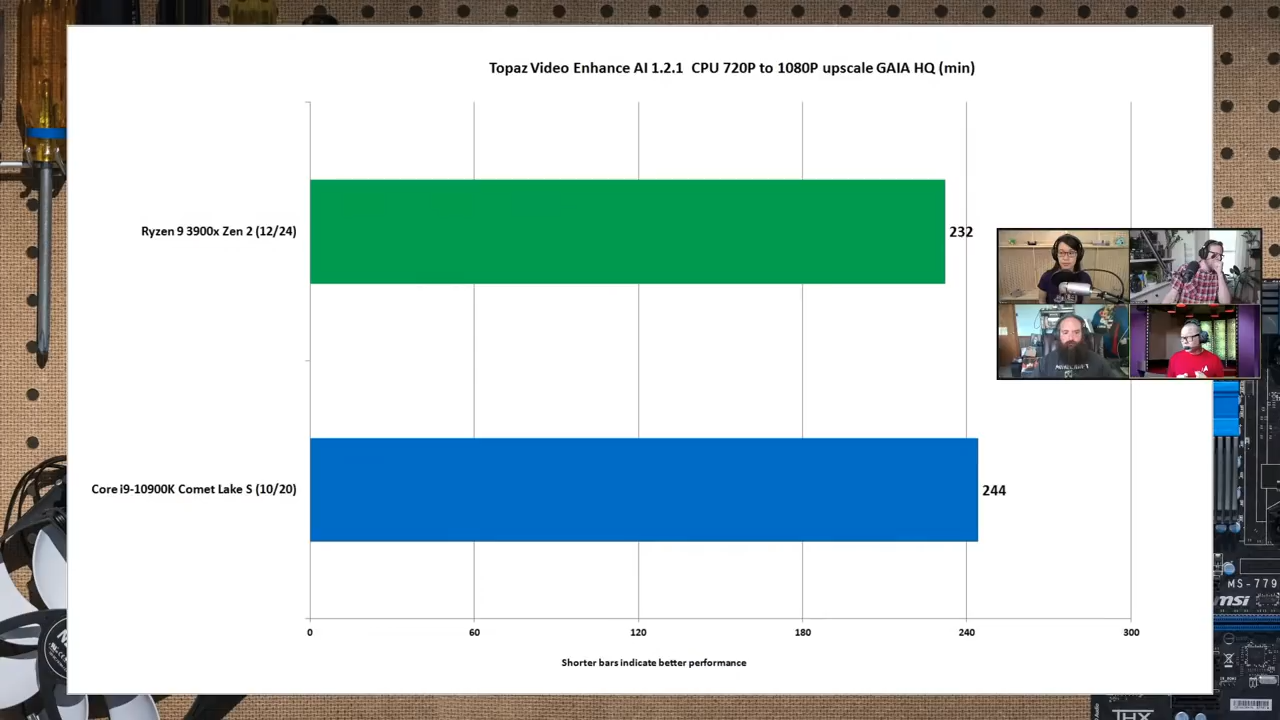 Topaz Video Enhance AI 1.2.1 CPU 720P to 1080P upscale GAIA HQ (min)
Ryzen 9 3900x Zen 2 (12/24)
232
MINECRAFT
Core i9-10900K Comet Lake S (10/20)
244
MS-779
msi
0
60
120
180
240
300
Shorter bars indicate better performance
THX